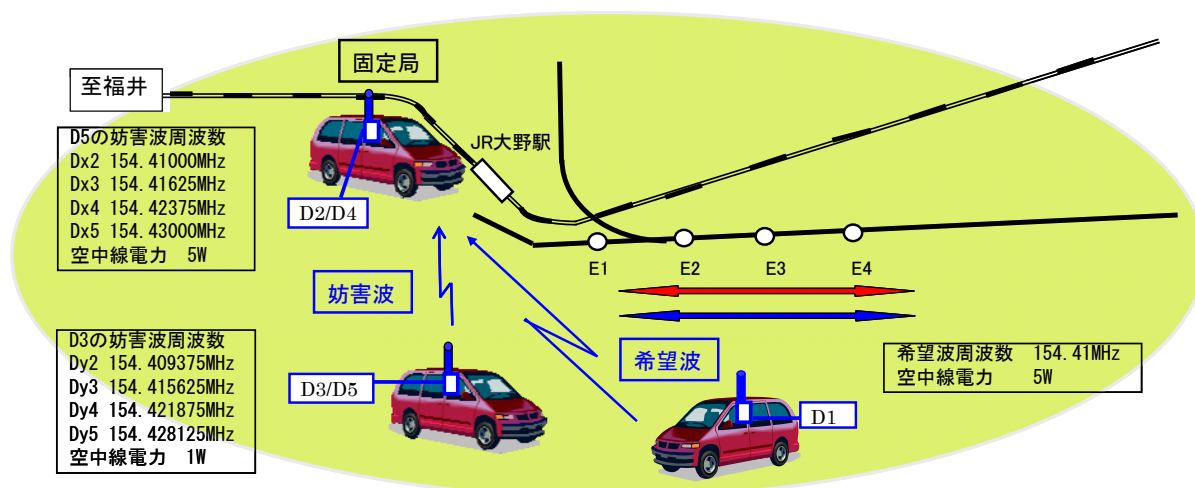 固定局
至福井
JR大野駅
D5の妨害波周波数
Dx2 154.41000MHz
Dx3 154.41625MHz
Dx4 154.42375MHz
Dx5 154.43000MHz
空中線電力 5W
D2/D4
E1 E2 E3 E4
妨害波
希望波
D3の妨害波周波数
Dy2 154.409375MHz
Dy3 154.415625MHz
Dy4 154.421875MHz
Dy5 154.428125MHz
空中線電力 1W
D3/D5
D1
希望波周波数 154.41MHz
空中線電力 5W